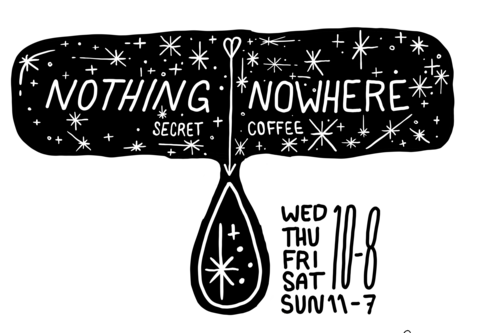 NOTHING NOWHERE
SECRET COFFEE
WED
THU
FRI
SAT
10-8
SUN 11-7